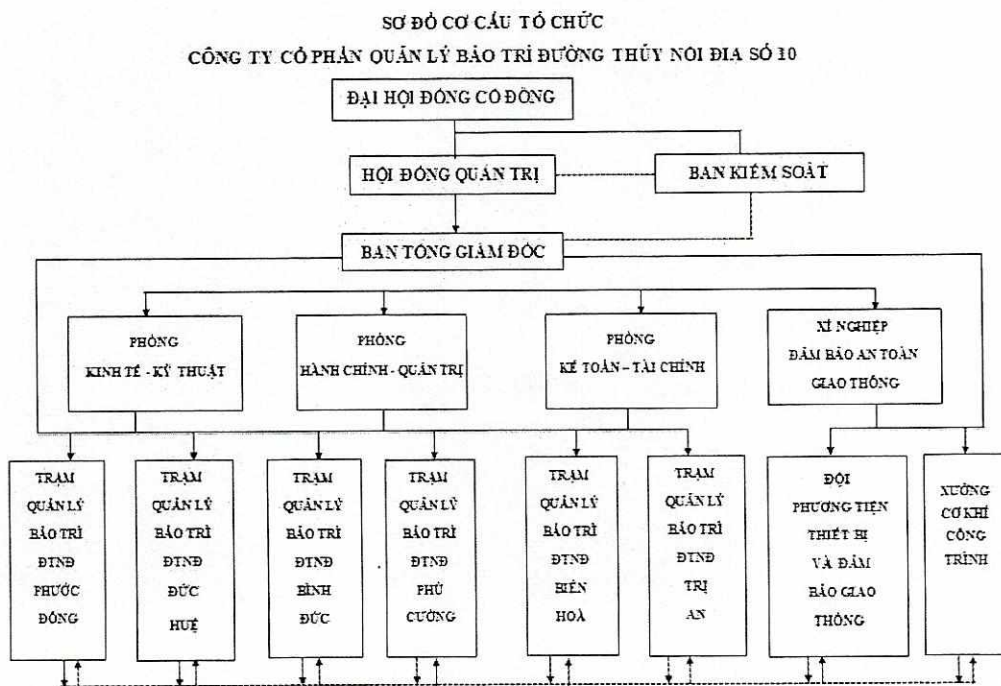 SƠ ĐỒ CƠ CẤU TỔ CHỨC
CÔNG TY CỔ PHẦN QUẢN LÝ BẢO TRÌ ĐƯỜNG THỦY NỘI ĐỊA SỐ 10
ĐẠI HỘI ĐỒNG CỔ ĐÔNG
HỘI ĐỒNG QUẢN TRỊ
BAN KIỂM SOÁT
BAN TỔNG GIÁM ĐỐC
PHÒNG
KINH TẾ - KỸ THUẬT
PHÒNG
HÀNH CHÍNH - QUẢN TRỊ
PHÒNG
KẾ TOÁN – TÀI CHÍNH
XÍ NGHIỆP
ĐẢM BẢO AN TOÀN
GIAO THÔNG
TRẠM
QUẢN LÝ
BẢO TRÌ
ĐTNĐ
PHƯỚC
ĐÔNG
TRẠM
QUẢN LÝ
BẢO TRÌ
ĐTNĐ
ĐỨC
HUỆ
TRẠM
QUẢN LÝ
BẢO TRÌ
ĐTNĐ
BÌNH
ĐỨC
TRẠM
QUẢN LÝ
BẢO TRÌ
ĐTNĐ
PHÚ
CƯỜNG
TRẠM
QUẢN LÝ
BẢO TRÌ
ĐTNĐ
BIÊN
HOÀ
TRẠM
QUẢN LÝ
BẢO TRÌ
ĐTNĐ
TRỊ
AN
ĐỘI
PHƯƠNG TIỆN
THIẾT BỊ
VÀ ĐẢM
BẢO GIAO
THÔNG
XƯỞNG
CƠ KHÍ
CÔNG
TRÌNH